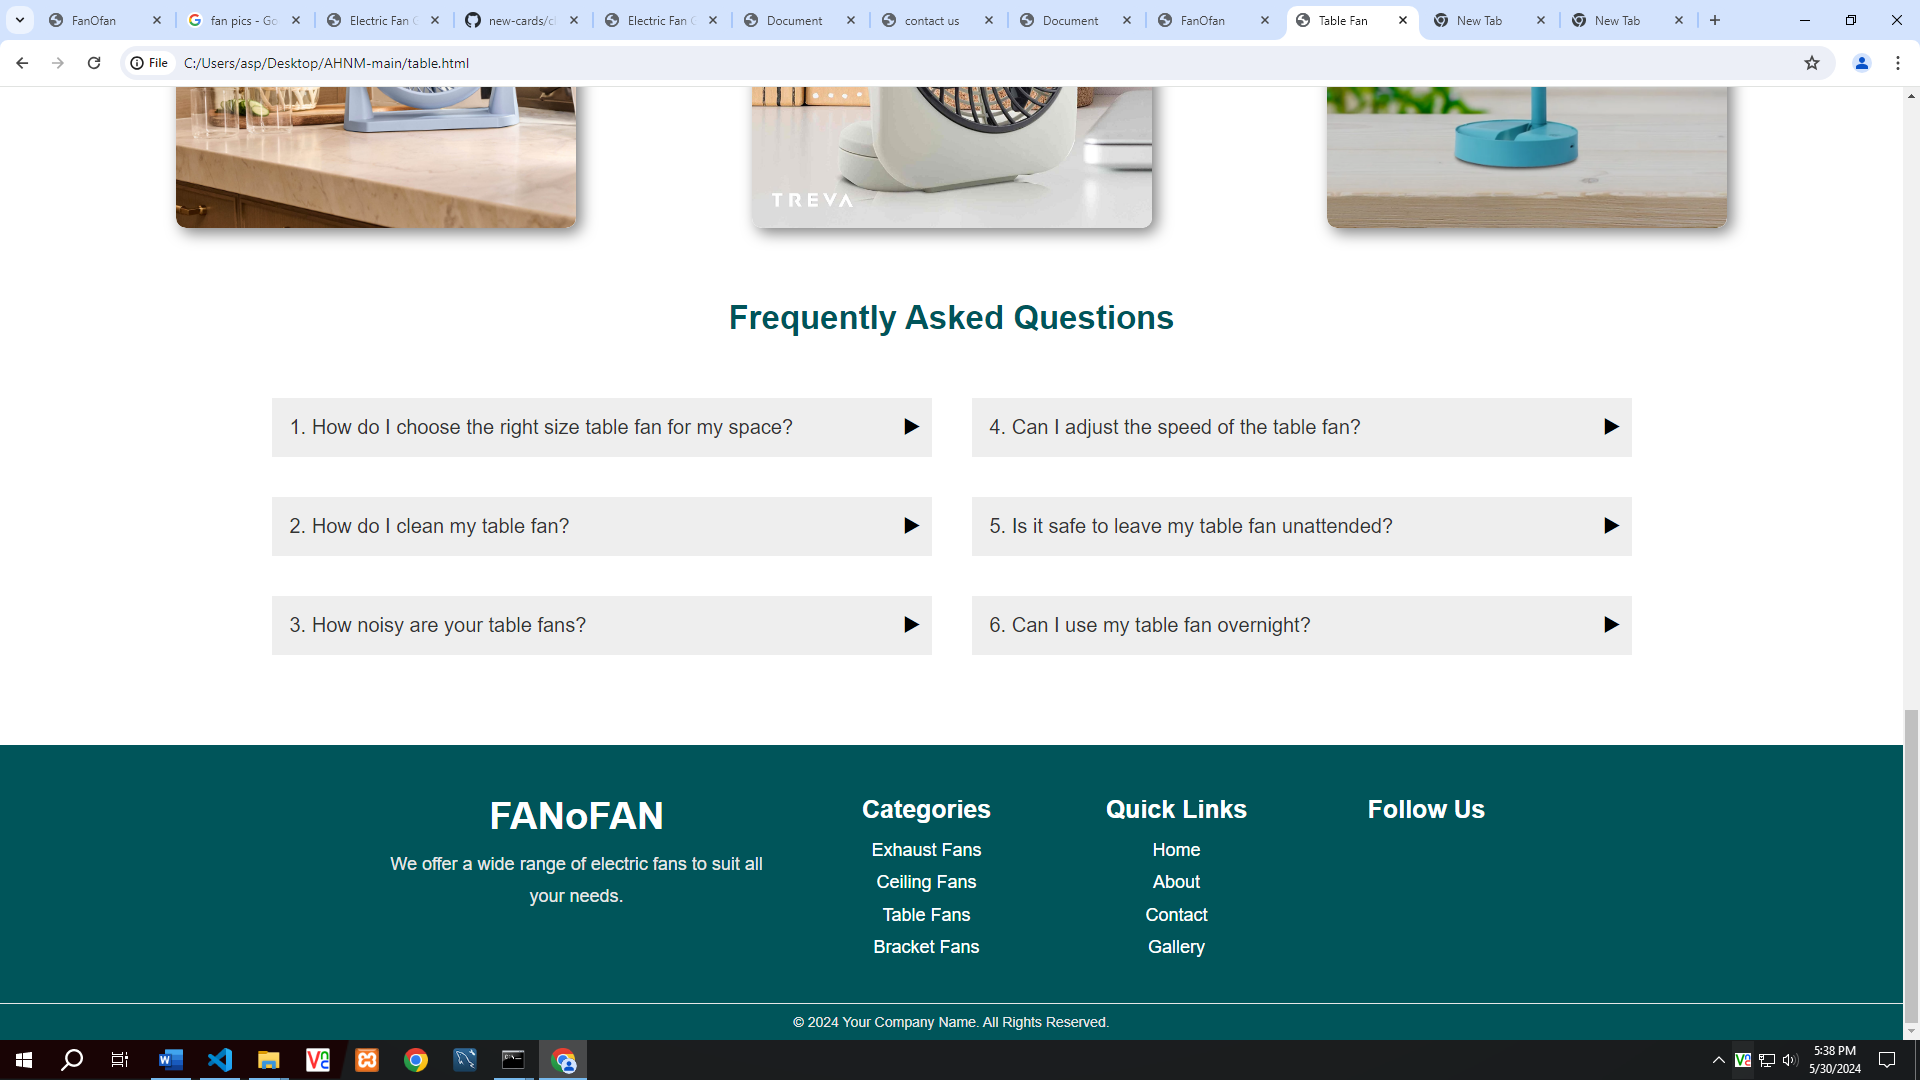 FanOfan
fan pics - Go
Electric Fan C
new-cards/cl
Electric Fan C
Document
contact us
Document
FanOfan
Table Fan
New Tab
New Tab
File
C:/Users/asp/Desktop/AHNM-main/table.html
TREVA
Frequently Asked Questions
1. How do I choose the right size table fan for my space?
4. Can I adjust the speed of the table fan?
2. How do I clean my table fan?
5. Is it safe to leave my table fan unattended?
3. How noisy are your table fans?
6. Can I use my table fan overnight?
FANoFAN
We offer a wide range of electric fans to suit all
your needs.
Categories
Exhaust Fans
Ceiling Fans
Table Fans
Bracket Fans
Quick Links
Home
About
Contact
Gallery
Follow Us
© 2024 Your Company Name. All Rights Reserved.
5:38 PM
5/30/2024